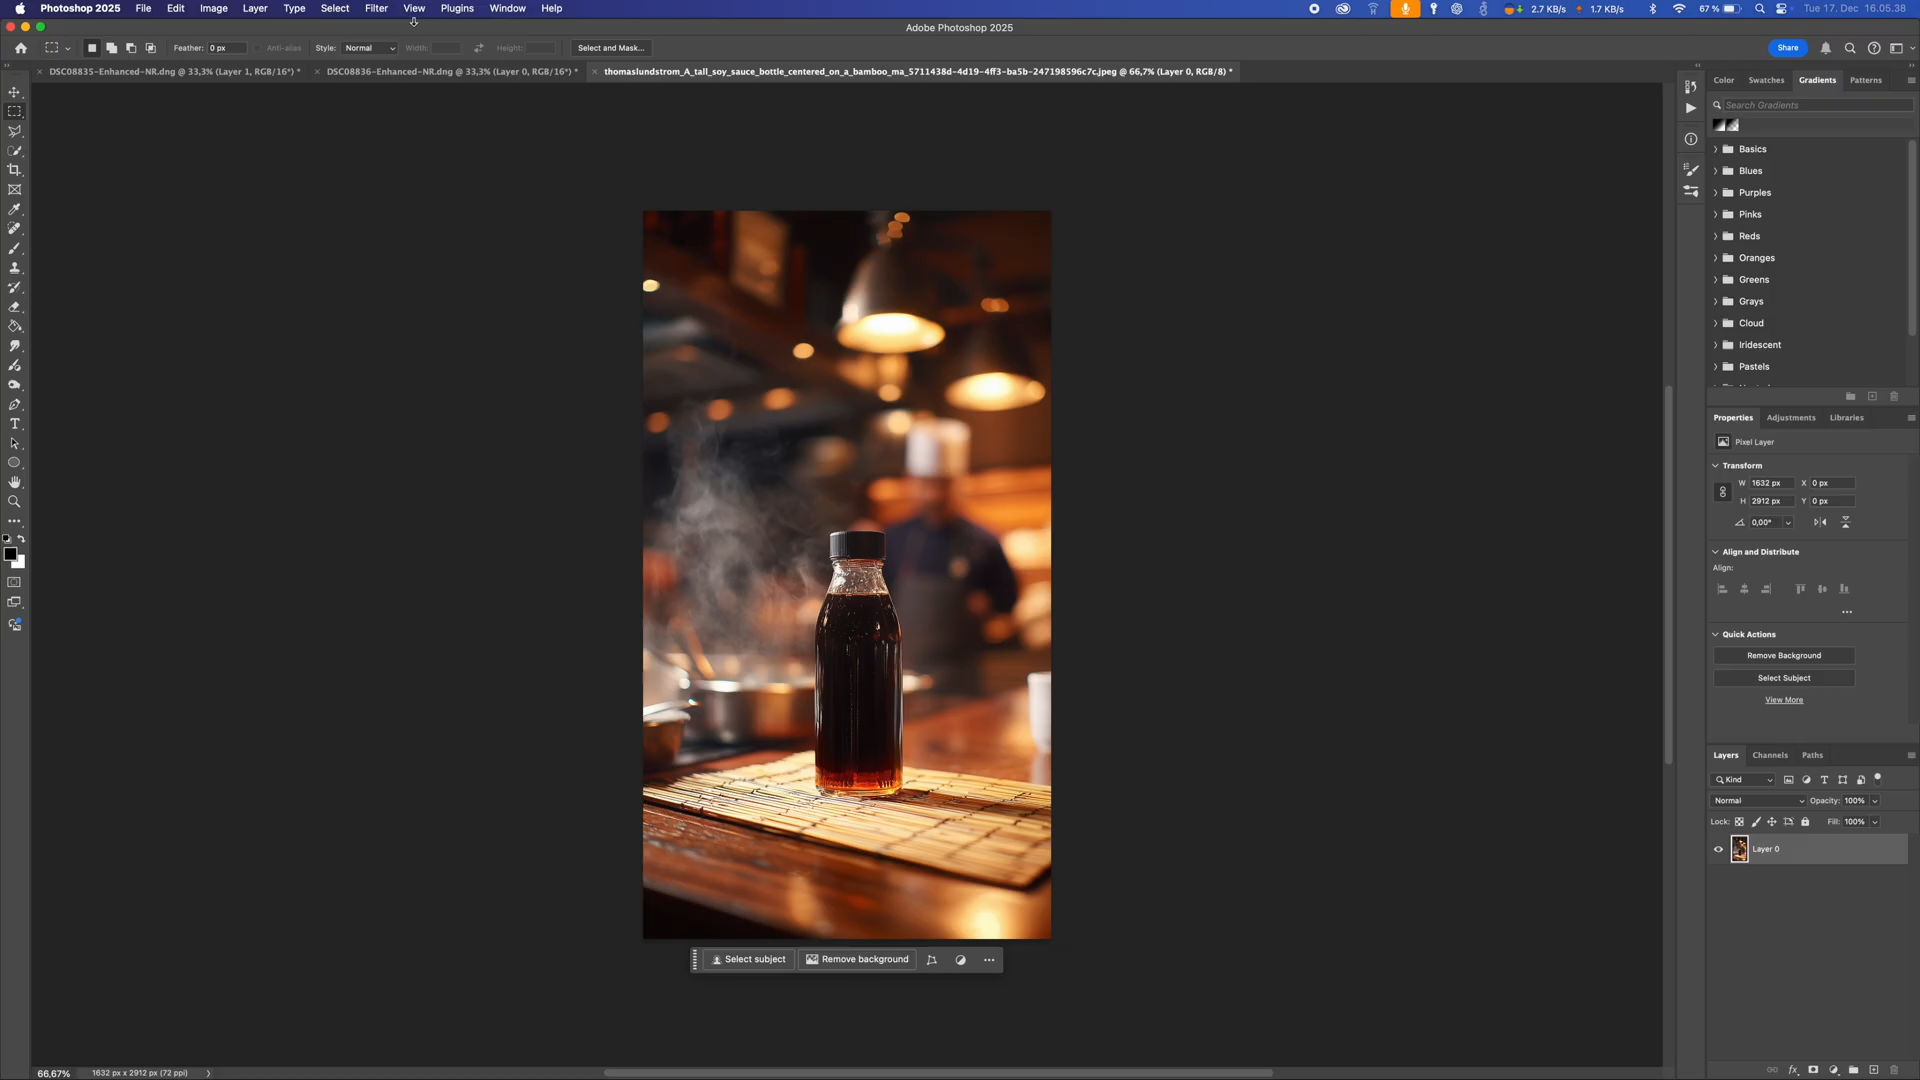 Photoshop 2025 File Edit Image Layer Type Select Filter View Plugins Window Help 2.7 KB/s 1.7 KB/s 67 % Tue 17. Dec 16.05.38
Adobe Photoshop 2025
Feather: 0 px Anti-alias Style: Normal Width: Height: Select and Mask... Share
DSC08835-Enhanced-NR.dng @ 33,3% (Layer 1, RGB/16*) * DSC08836-Enhanced-NR.dng @ 33,3% (Layer 0, RGB/16*) * thomaslundstrom_A_tall_soy_sauce_bottle_centered_on_a_bamboo_ma_5711438d-4d19-4ff3-ba5b-247198596c7c.jpeg @ 66,7% (Layer 0, RGB/8) *
Color Swatches Gradients Patterns
Search Gradients
Basics
Blues
Purples
Pinks
Reds
Oranges
Greens
Grays
Cloud
Iridescent
Pastels
Properties Adjustments Libraries
Pixel Layer
Transform
W 1632 px X 0 px
H 2912 px Y 0 px
0,00°
Align and Distribute
Align:
Quick Actions
Remove Background
Select Subject
View More
Layers Channels Paths
Kind
Normal Opacity: 100%
Lock: Fill: 100%
Layer 0
Select subject Remove background
66,67% 1632 px x 2912 px (72 ppi)